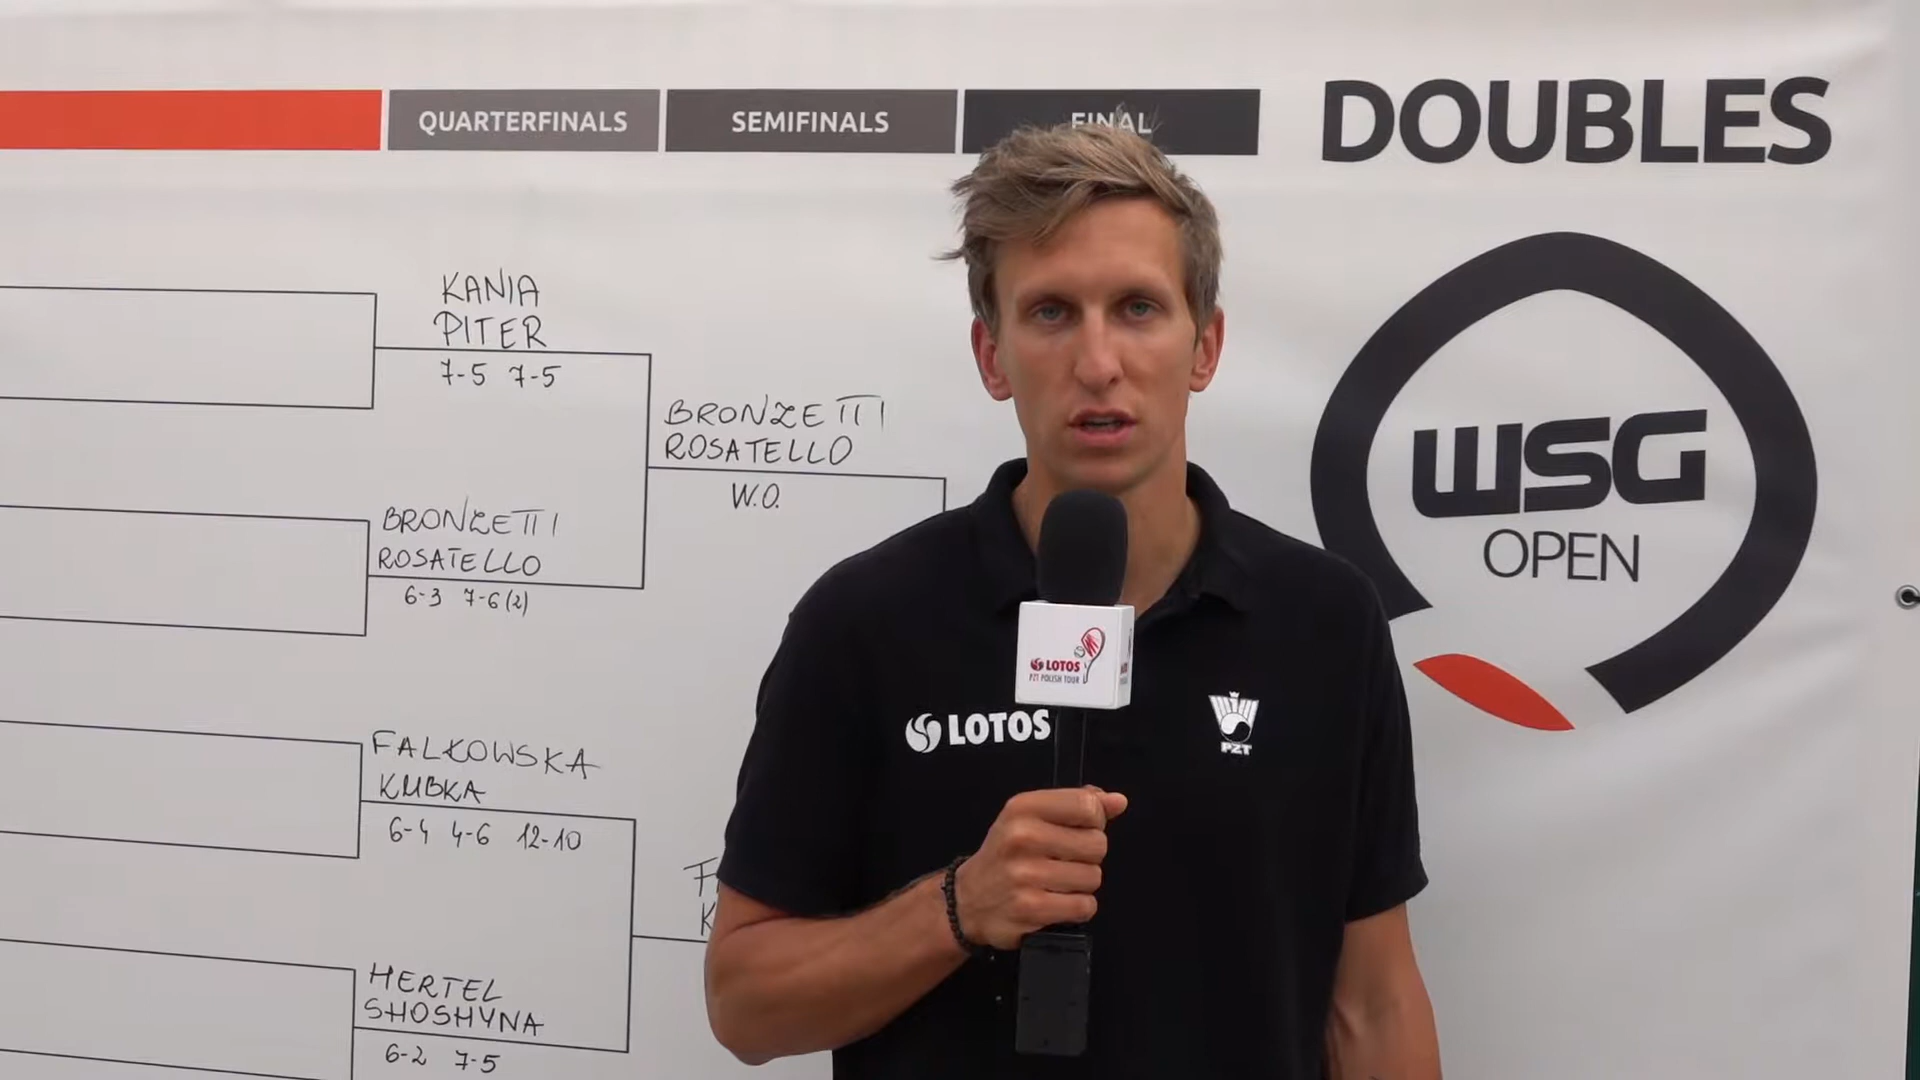 QUARTERFINALS
SEMIFINALS
FINAL
DOUBLES
KANIA
PITER
7-5 7-5
BRONZETTI
ROSATELLO
W.O.
BRONZETTI
ROSATELLO
6-3 7-6(2)
FALKOWSKA
KUBKA
6-4 4-6 12-10
HERTEL
SHOSHYNA
6-2 7-5
WSG
OPEN
LOTOS
PZT POLISH TOUR
LOTOS
PZT